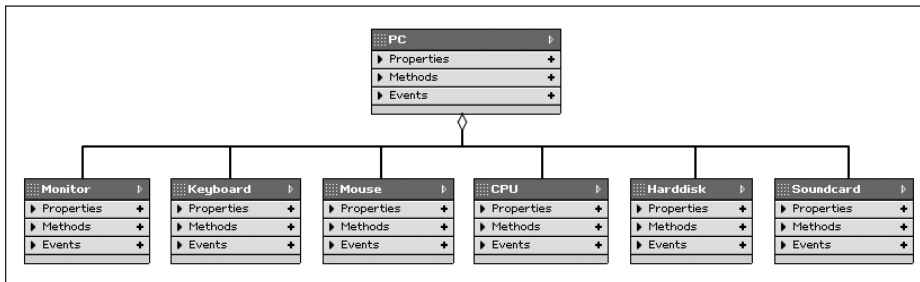 PC
Properties +
Methods +
Events +
Monitor
Properties +
Methods +
Events +
Keyboard
Properties +
Methods +
Events +
Mouse
Properties +
Methods +
Events +
CPU
Properties +
Methods +
Events +
Harddisk
Properties +
Methods +
Events +
Soundcard
Properties +
Methods +
Events +